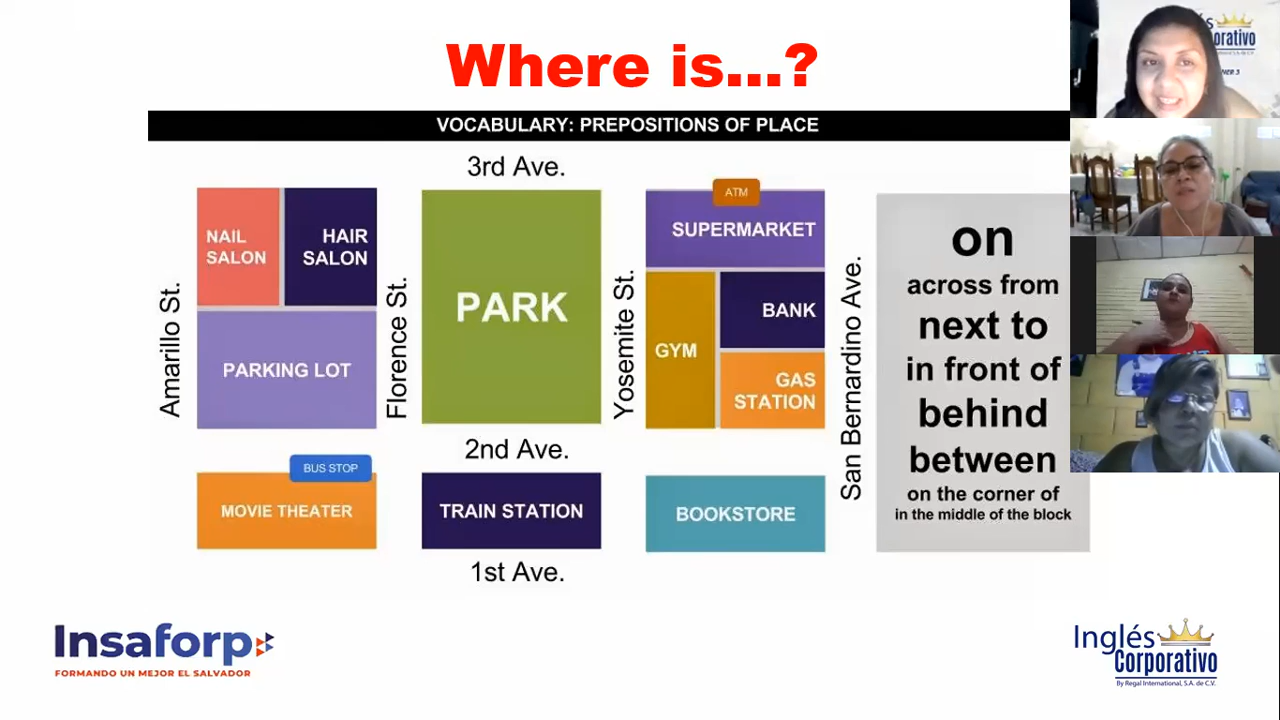 Where is...?
VOCABULARY: PREPOSITIONS OF PLACE
3rd Ave.
NAIL
SALON
HAIR
SALON
PARKING LOT
Amarillo St.
Florence St.
PARK
Yosemite St.
ATM
SUPERMARKET
GYM
BANK
GAS
STATION
San Bernardino Ave.
2nd Ave.
BUS STOP
MOVIE THEATER
TRAIN STATION
BOOKSTORE
1st Ave.
on
across from
next to
in front of
behind
between
on the corner of
in the middle of the block
Insaforp
FORMANDO UN MEJOR EL SALVADOR
Inglés
Corporativo
By Regal International, S.A. de C.V.